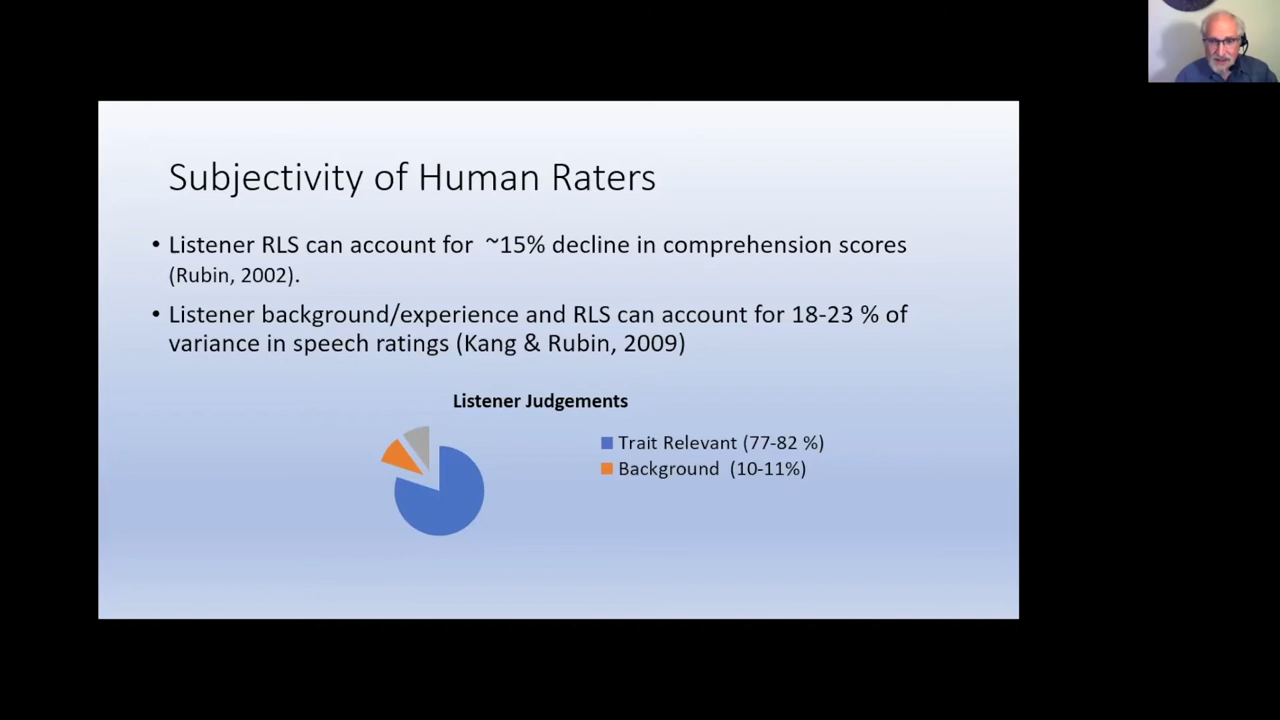 Subjectivity of Human Raters
• Listener RLS can account for ~15% decline in comprehension scores
(Rubin, 2002).
• Listener background/experience and RLS can account for 18-23 % of
variance in speech ratings (Kang & Rubin, 2009)
Listener Judgements
Trait Relevant (77-82 %)
Background (10-11%)